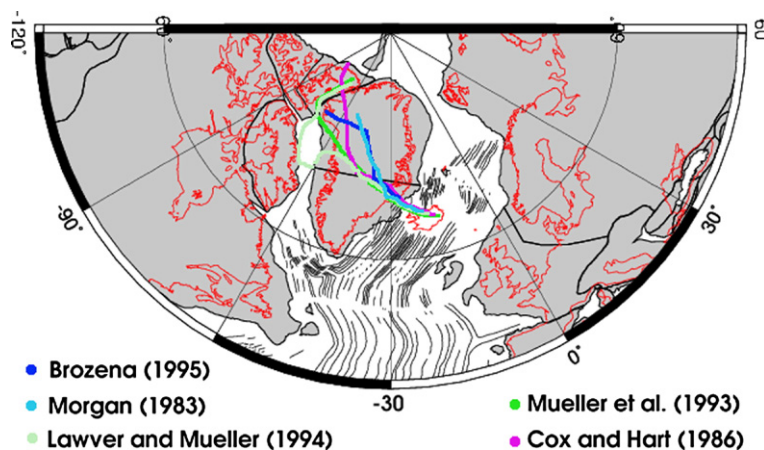 -120°
60
60
60
-90°
30°
0°
-30
Brozena (1995)
Morgan (1983)
Lawver and Mueller (1994)
Mueller et al. (1993)
Cox and Hart (1986)